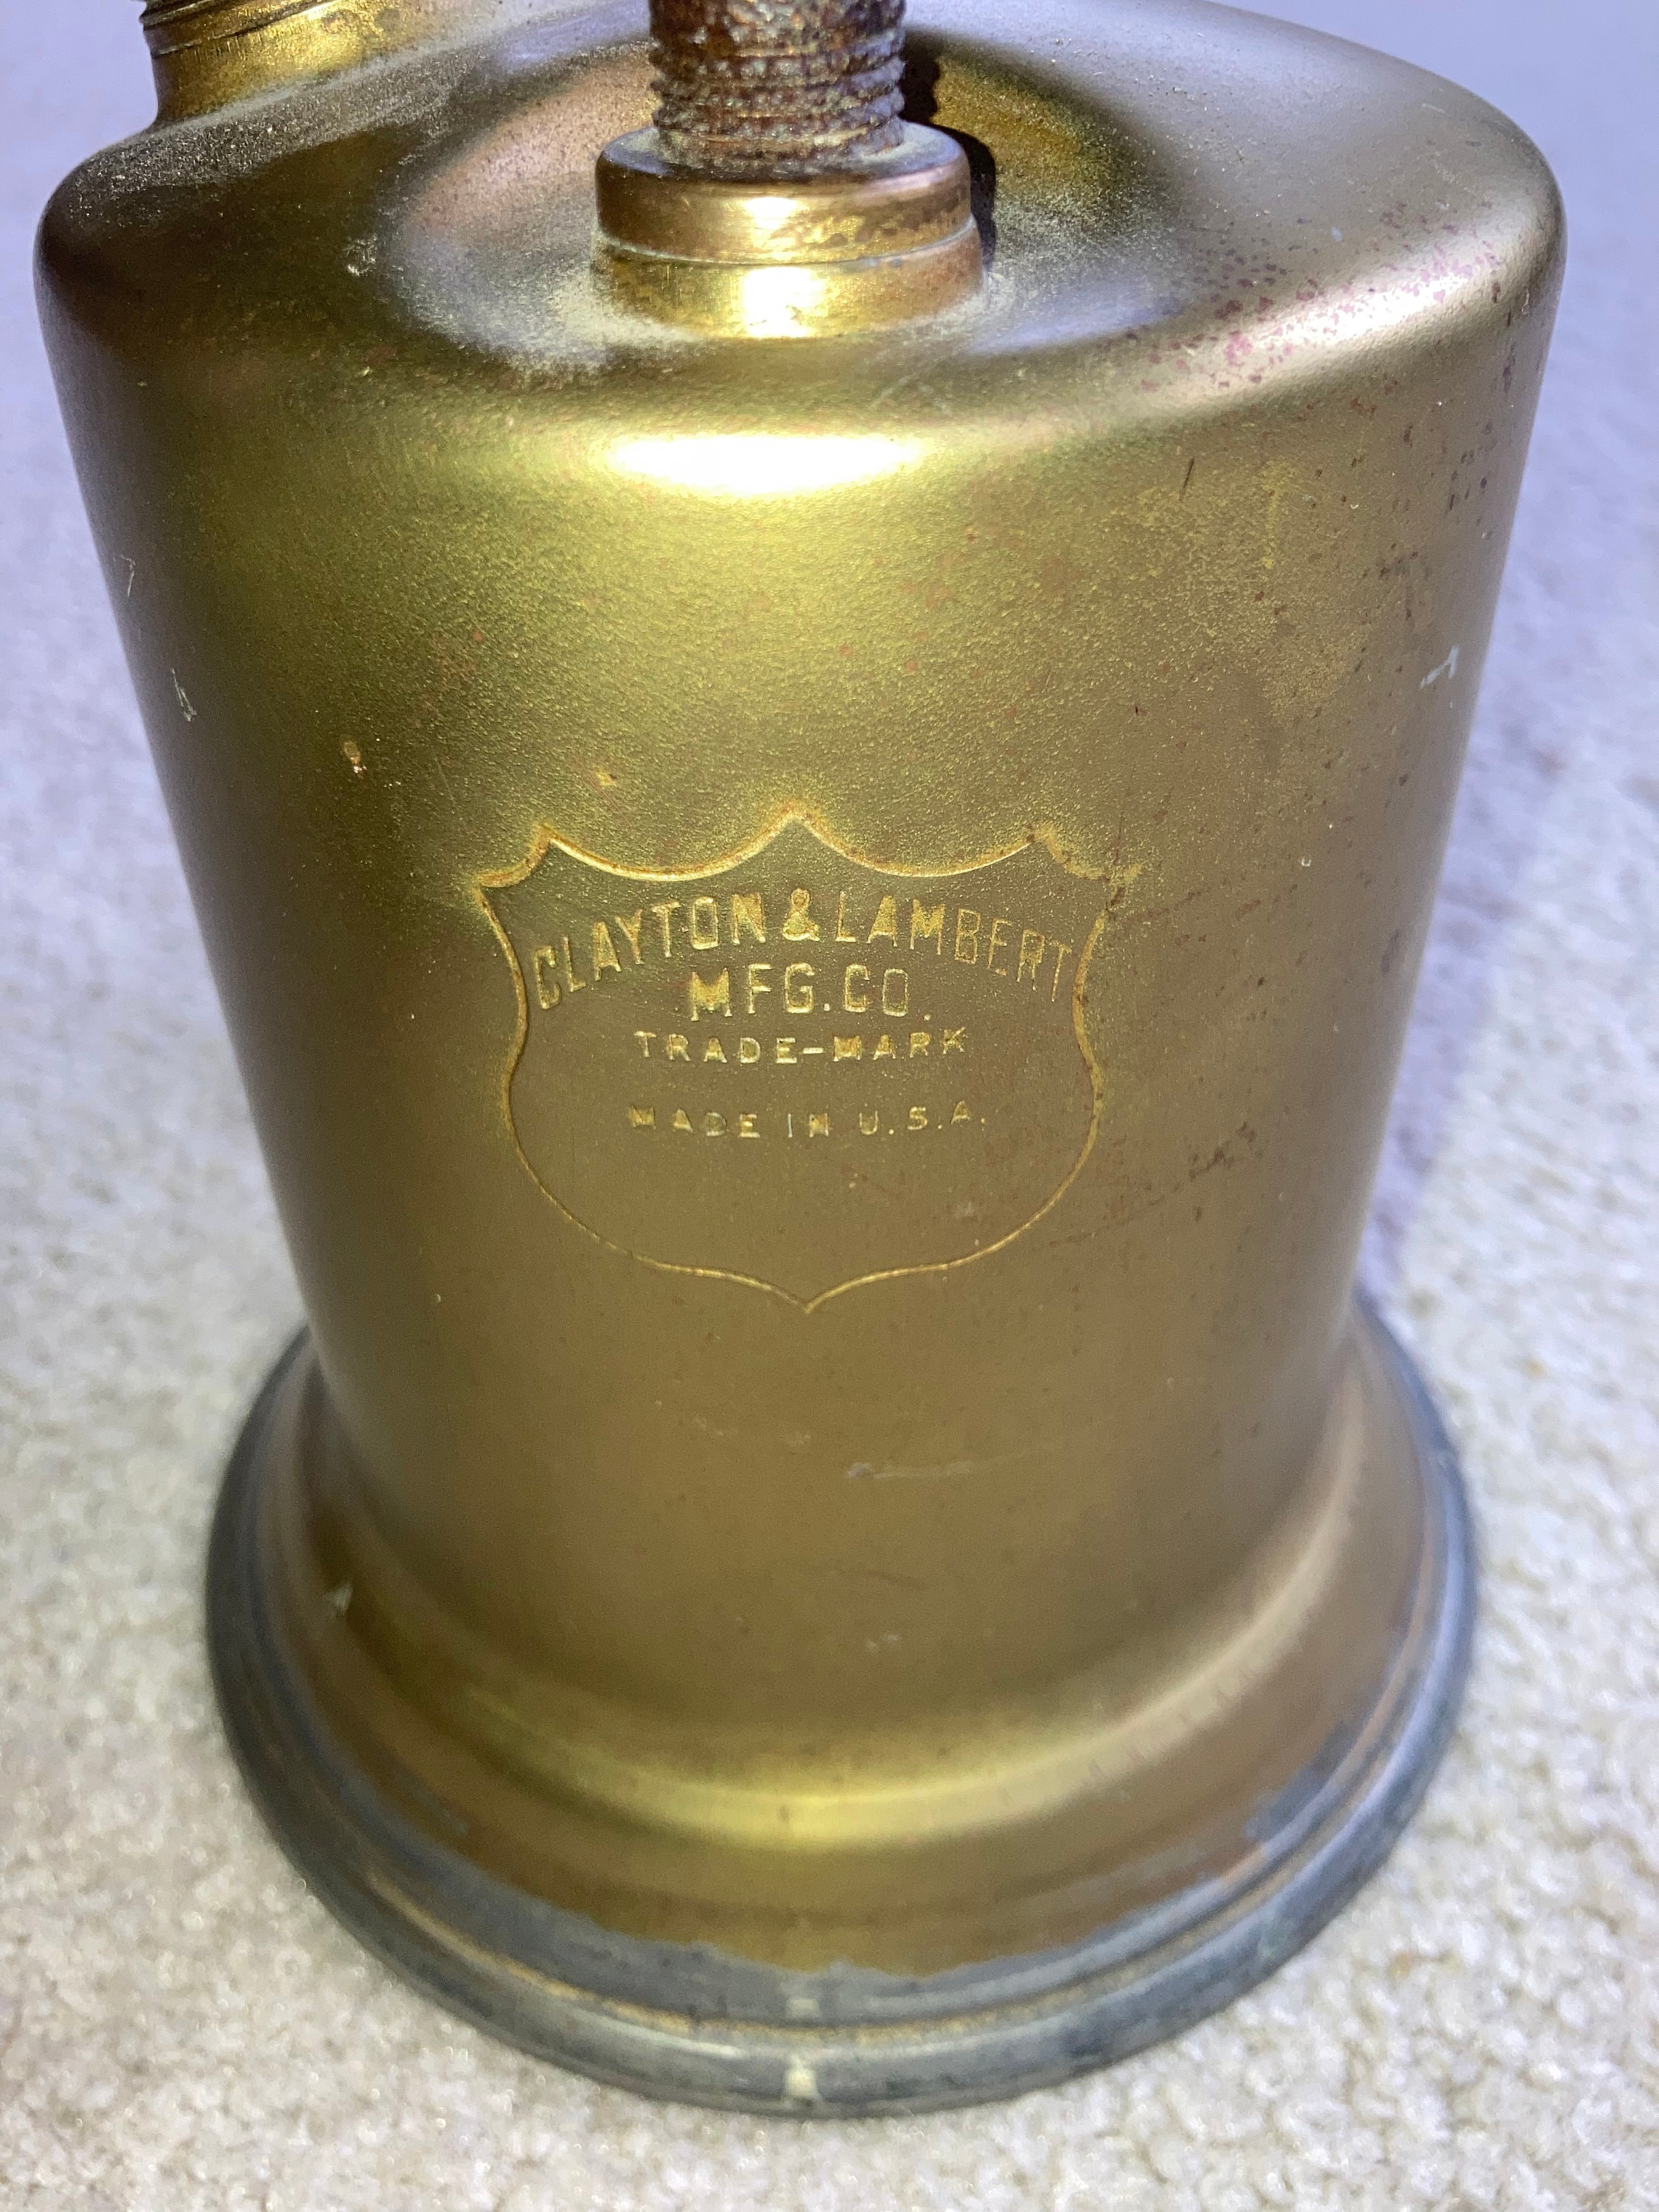 CLAYTON & LAMBERT
MFG. CO.
TRADE-MARK
MADE IN U.S.A.